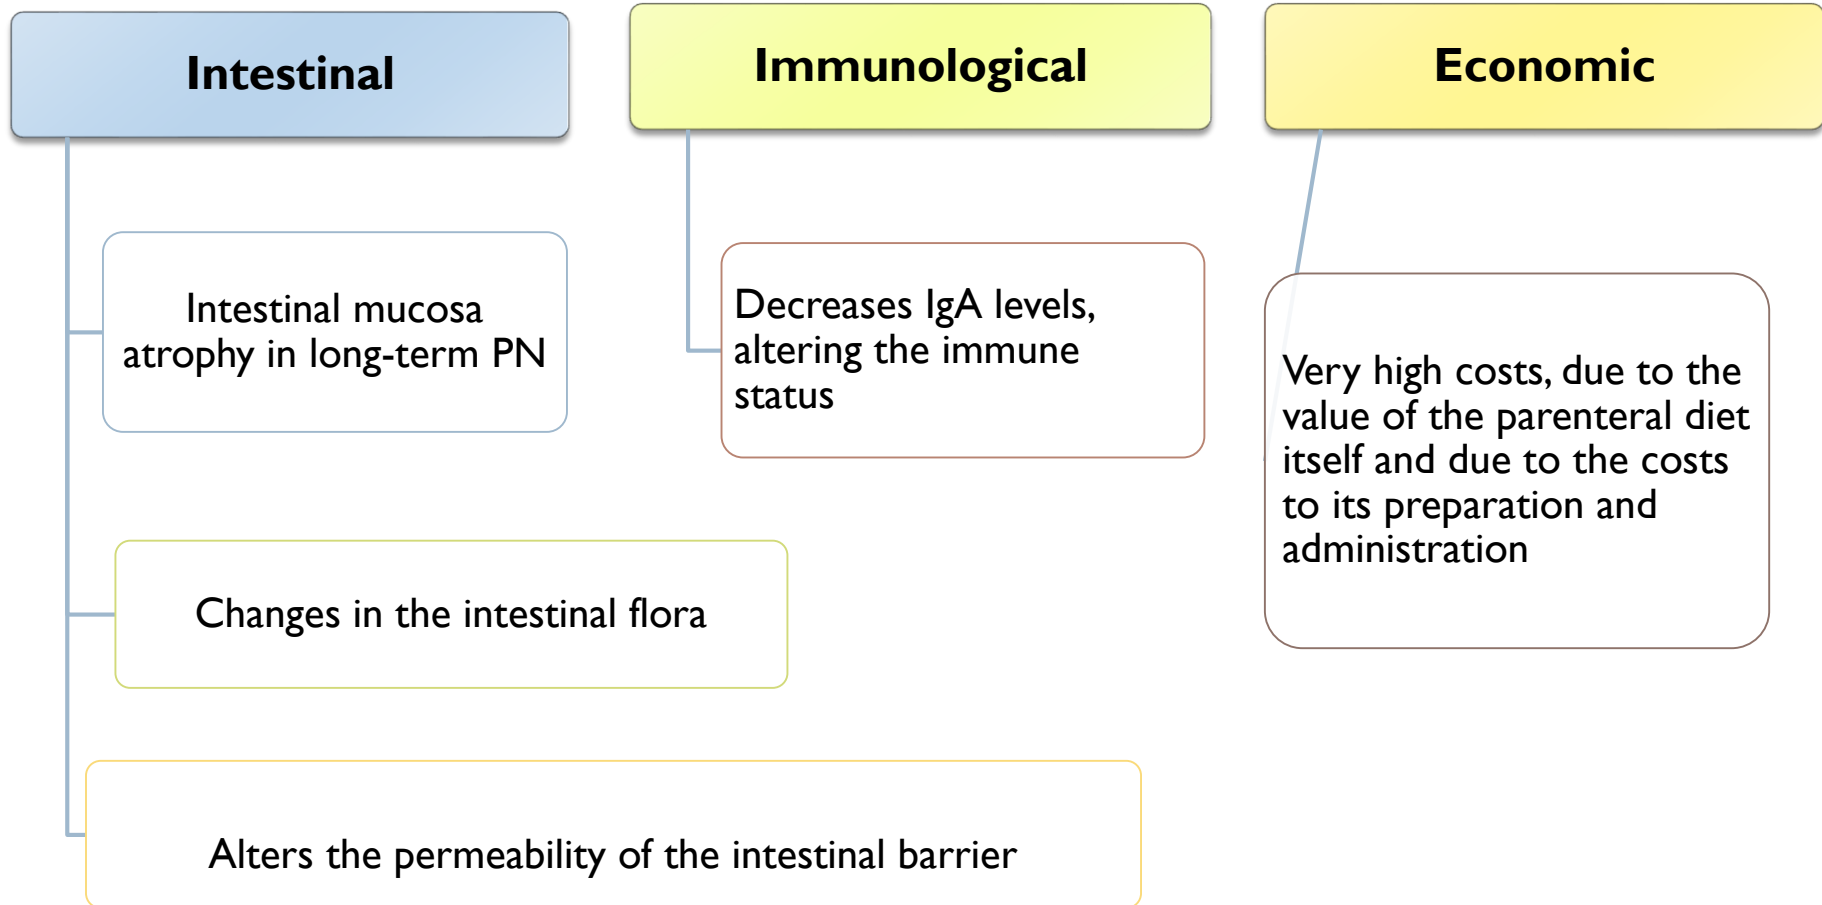 Intestinal
Immunological
Economic
Intestinal mucosa
atrophy in long-term PN
Changes in the intestinal flora
Alters the permeability of the intestinal barrier
Decreases IgA levels,
altering the immune
status
Very high costs, due to the
value of the parenteral diet
itself and due to the costs
to its preparation and
administration